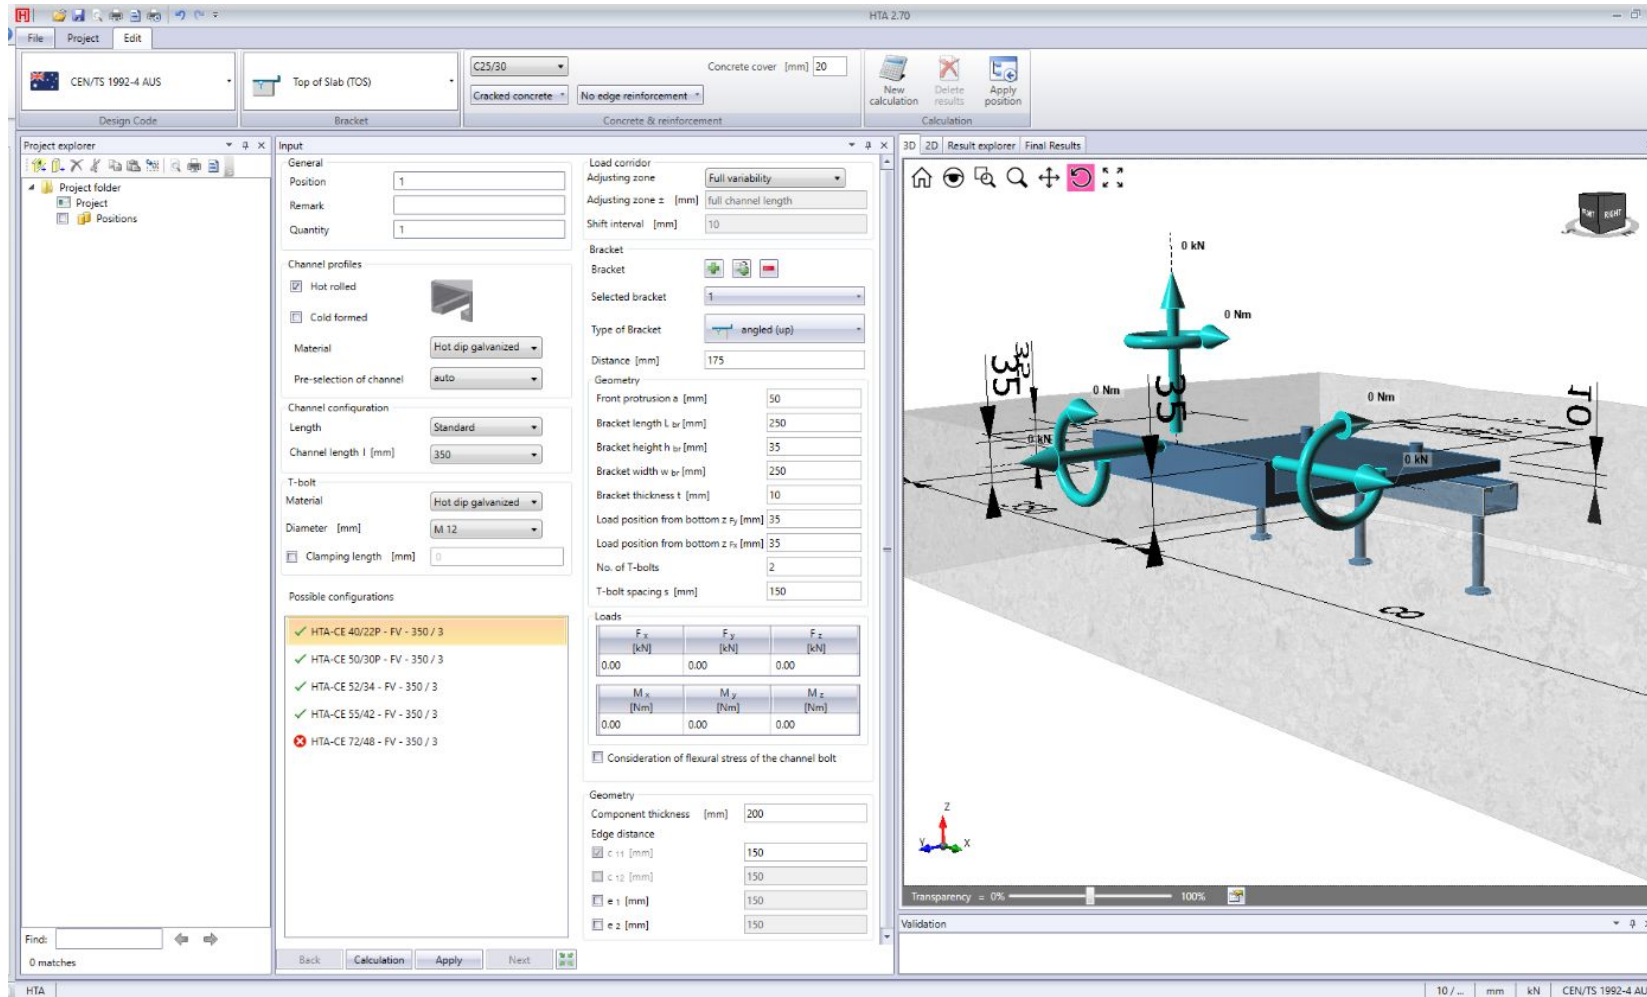 HTA 2.70
File Project Edit
CEN/TS 1992-4 AUS
Design Code
Top of Slab (TOS)
Bracket
C25/30
Concrete cover [mm] 20
Cracked concrete
No edge reinforcement
Concrete & reinforcement
New calculation
Delete results
Apply position
Calculation
Project explorer
Project folder
Project
Positions
Find:
0 matches
Input
General
Position 1
Remark
Quantity 1
Channel profiles
Hot rolled
Cold formed
Material Hot dip galvanized
Pre-selection of channel auto
Channel configuration
Length Standard
Channel length l [mm] 350
T-bolt
Material Hot dip galvanized
Diameter [mm] M 12
Clamping length [mm] 0
Possible configurations
HTA-CE 40/22P - FV - 350 / 3
HTA-CE 50/30P - FV - 350 / 3
HTA-CE 52/34 - FV - 350 / 3
HTA-CE 55/42 - FV - 350 / 3
HTA-CE 72/48 - FV - 350 / 3
Back Calculation Apply Next
Load corridor
Adjusting zone Full variability
Adjusting zone ± [mm] full channel length
Shift interval [mm] 10
Bracket
Bracket
Selected bracket 1
Type of Bracket angled (up)
Distance [mm] 175
Geometry
Front protrusion a [mm] 50
Bracket length L br [mm] 250
Bracket height h br [mm] 35
Bracket width w br [mm] 250
Bracket thickness t [mm] 10
Load position from bottom z Fy [mm] 35
Load position from bottom z Fx [mm] 35
No. of T-bolts 2
T-bolt spacing s [mm] 150
Loads
F x [kN] F y [kN] F z [kN]
0.00 0.00 0.00
M x [Nm] M y [Nm] M z [Nm]
0.00 0.00 0.00
Consideration of flexural stress of the channel bolt
Geometry
Component thickness [mm] 200
Edge distance
c 11 [mm] 150
c 12 [mm] 150
e 1 [mm] 150
e 2 [mm] 150
3D 2D Result explorer Final Results
RIGHT
0 kN
0 Nm
35
35
35
0 Nm
0 Nm
10
0 kN
0 kN
∞
∞
Z
Y X
Transparency = 0% 100%
Validation
HTA
10 / ... mm kN CEN/TS 1992-4 AU